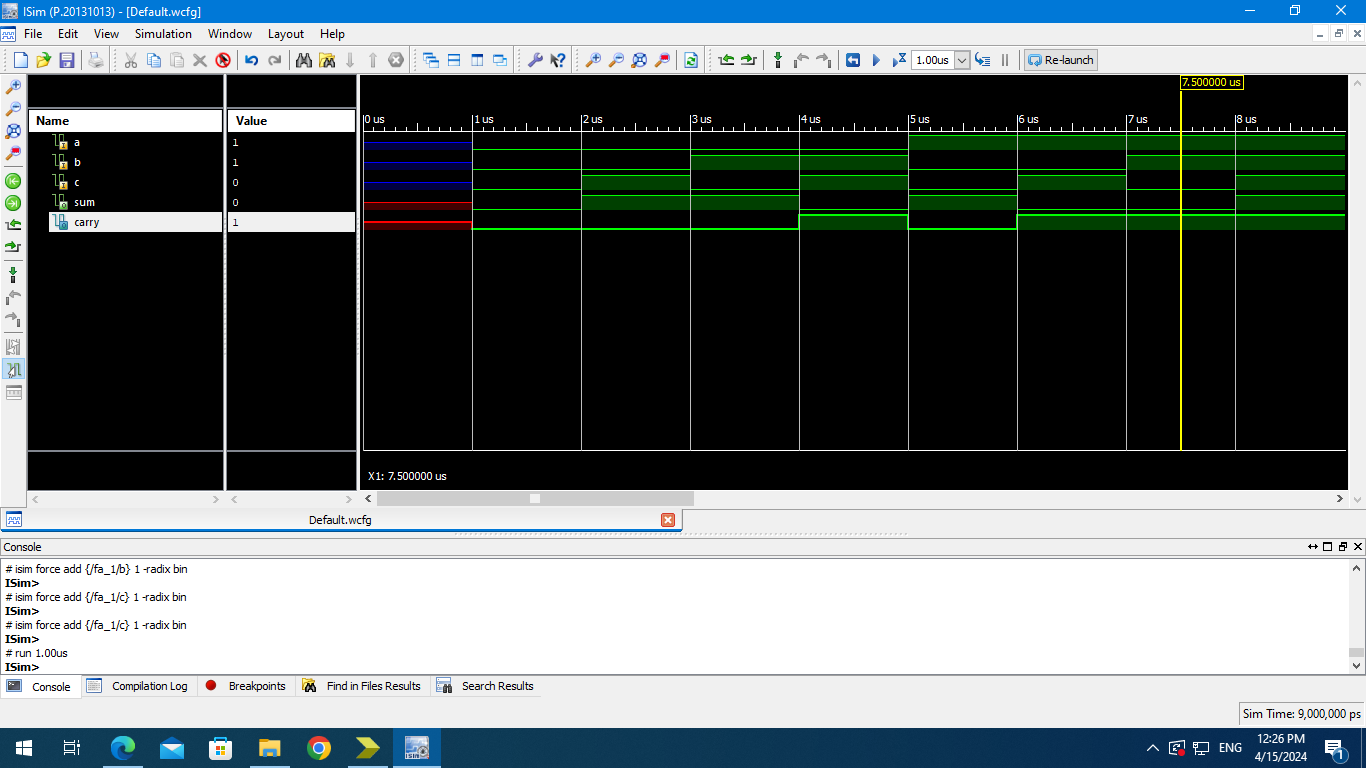 ISim (P.20131013) - [Default.wcfg]
File Edit View Simulation Window Layout Help
1.00us Re-launch
7.500000 us
Name Value
0 us 1 us 2 us 3 us 4 us 5 us 6 us 7 us 8 us
a 1
b 1
c 0
sum 0
carry 1
X1: 7.500000 us
Default.wcfg
Console
# isim force add {/fa_1/b} 1 -radix bin
ISim>
# isim force add {/fa_1/c} 1 -radix bin
ISim>
# isim force add {/fa_1/c} 1 -radix bin
ISim>
# run 1.00us
ISim>
Console Compilation Log Breakpoints Find in Files Results Search Results
Sim Time: 9,000,000 ps
ISim ENG 12:26 PM
4/15/2024 1